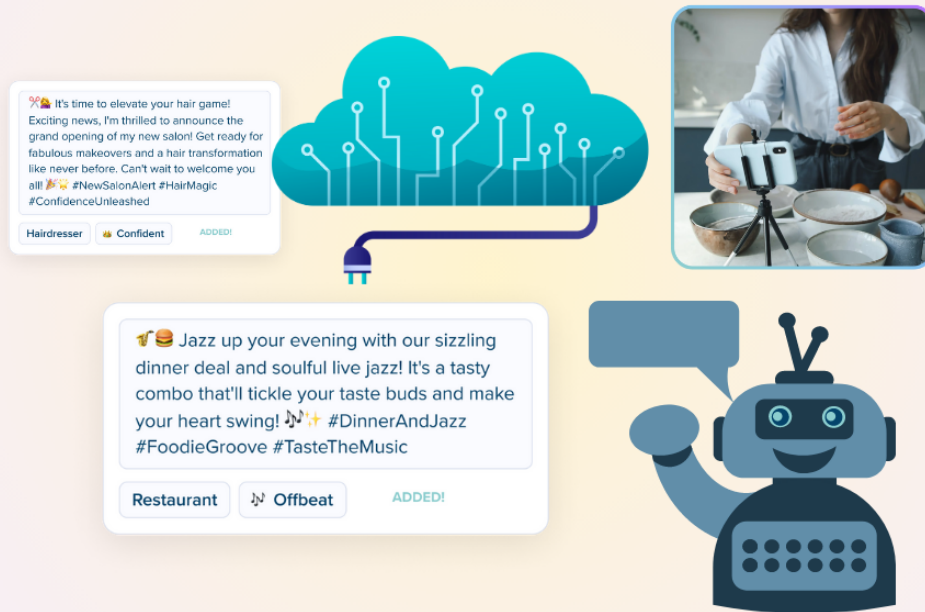 ✂️💇‍♀️ It's time to elevate your hair game!
Exciting news, I'm thrilled to announce the
grand opening of my new salon! Get ready for
fabulous makeovers and a hair transformation
like never before. Can't wait to welcome you
all! 🎉🌟 #NewSalonAlert #HairMagic
#ConfidenceUnleashed
Hairdresser 👑 Confident ADDED!
🎷🍔 Jazz up your evening with our sizzling
dinner deal and soulful live jazz! It's a tasty
combo that'll tickle your taste buds and make
your heart swing! 🎶✨ #DinnerAndJazz
#FoodieGroove #TasteTheMusic
Restaurant 🎶 Offbeat ADDED!